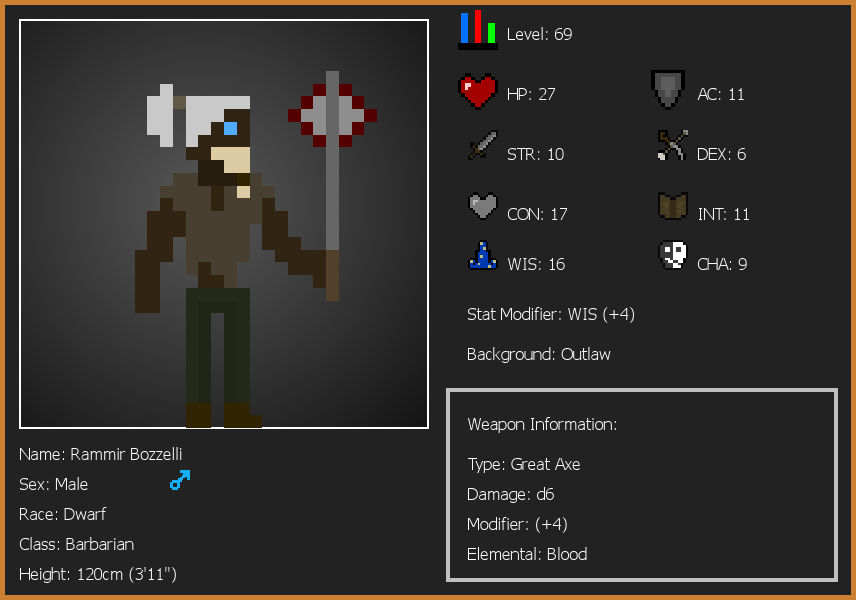 Level: 69
HP: 27
AC: 11
STR: 10
DEX: 6
CON: 17
INT: 11
WIS: 16
CHA: 9
Stat Modifier: WIS (+4)
Background: Outlaw
Weapon Information:
Type: Great Axe
Damage: d6
Modifier: (+4)
Elemental: Blood
Name: Rammir Bozzelli
Sex: Male
Race: Dwarf
Class: Barbarian
Height: 120cm (3'11")